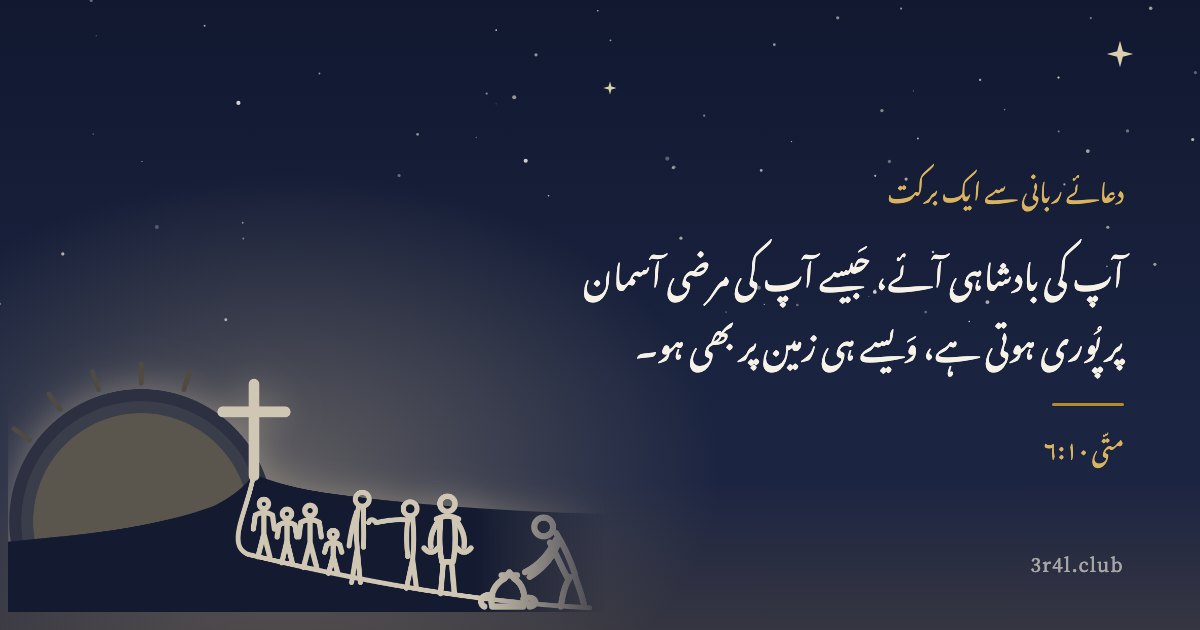 دعائے ربانی سے ایک برکت
آپ کی بادشاہی آئے، جَیسے آپ کی مرضی آسمان
پر پُوری ہوتی ہے، وَیسے ہی زمین پر بھی ہو۔
متّی ٦:١٠
3r4l.club